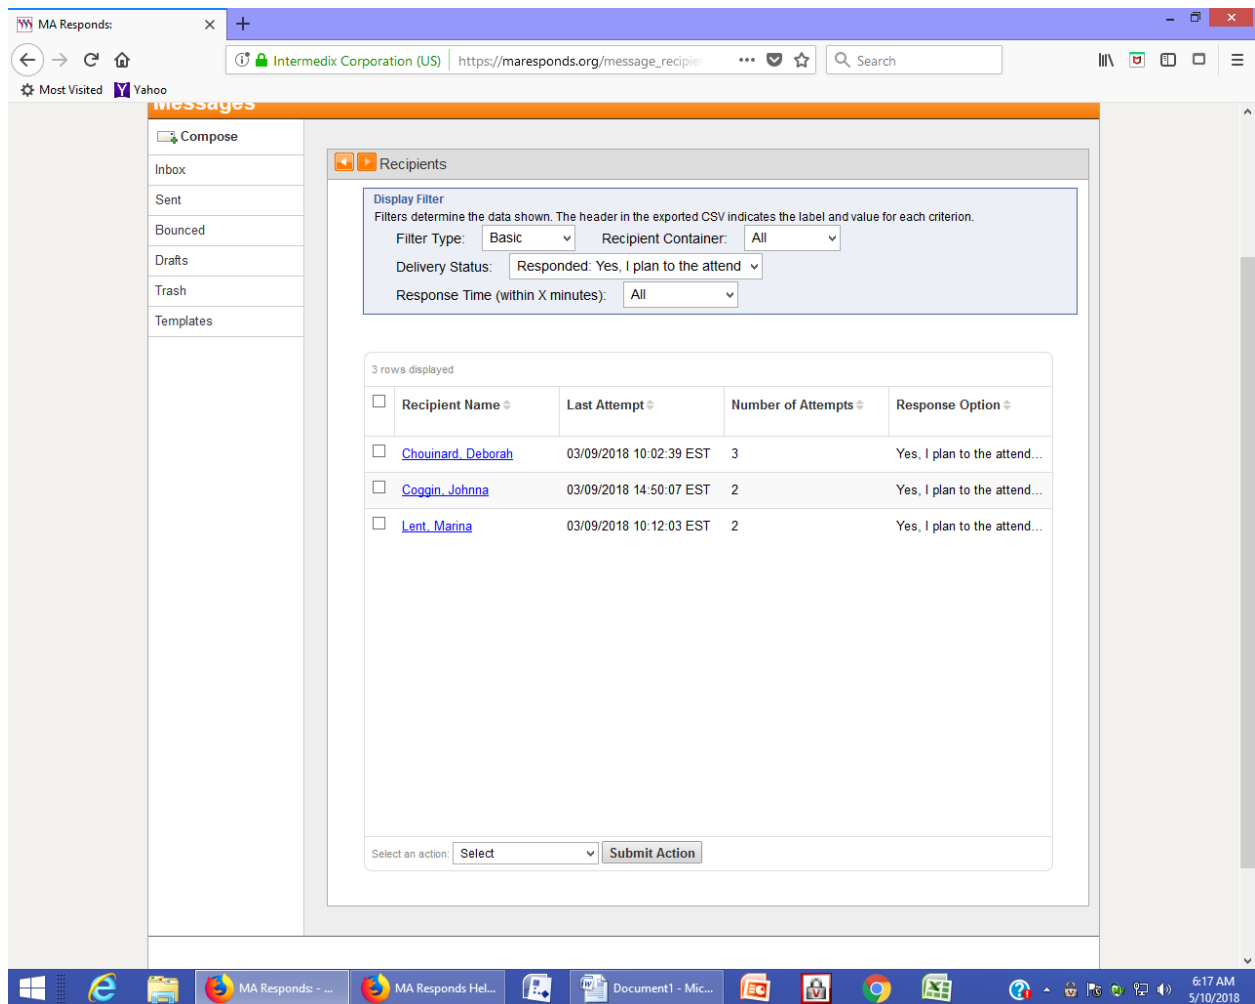 MA Responds:
Intermedix Corporation (US) https://maresponds.org/message_recipie
Search
Most Visited Yahoo
Messages
Compose
Inbox
Sent
Bounced
Drafts
Trash
Templates
Recipients
Display Filter
Filters determine the data shown. The header in the exported CSV indicates the label and value for each criterion.
Filter Type: Basic Recipient Container: All
Delivery Status: Responded: Yes, I plan to the attend
Response Time (within X minutes): All
3 rows displayed
Recipient Name Last Attempt Number of Attempts Response Option
Chouinard, Deborah 03/09/2018 10:02:39 EST 3 Yes, I plan to the attend...
Coggin, Johnna 03/09/2018 14:50:07 EST 2 Yes, I plan to the attend...
Lent, Marina 03/09/2018 10:12:03 EST 2 Yes, I plan to the attend...
Select an action: Select Submit Action
MA Responds: - ... MA Responds Hel... Document1 - Mic... 6:17 AM
5/10/2018